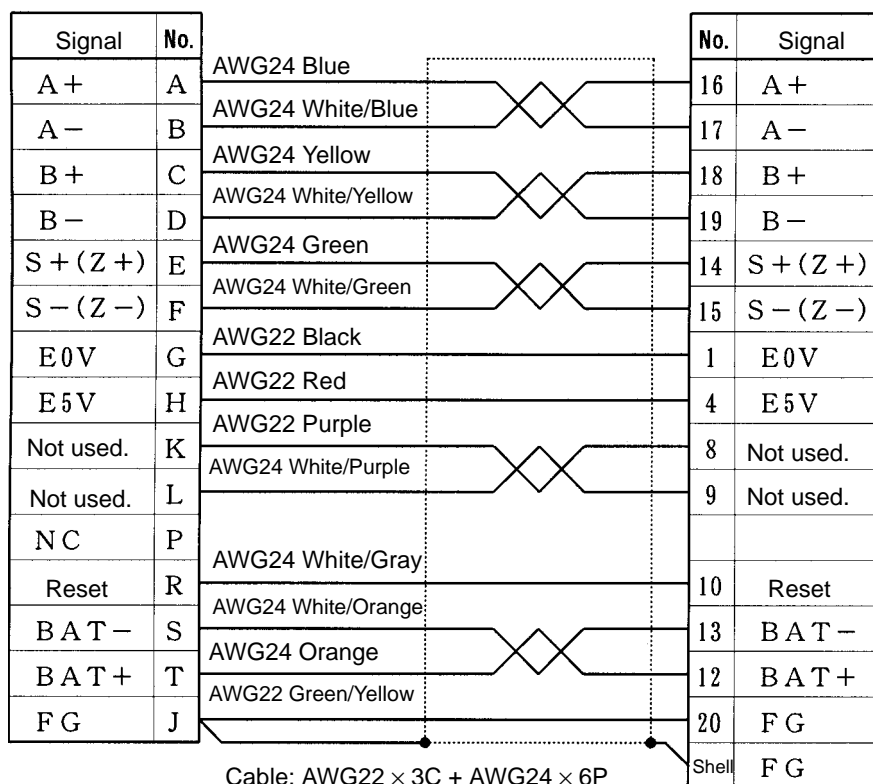 Signal No. No. Signal
A+ A AWG24 Blue 16 A+
A− B AWG24 White/Blue 17 A−
B+ C AWG24 Yellow 18 B+
B− D AWG24 White/Yellow 19 B−
S+(Z+) E AWG24 Green 14 S+(Z+)
S−(Z−) F AWG24 White/Green 15 S−(Z−)
E0V G AWG22 Black 1 E0V
E5V H AWG22 Red 4 E5V
Not used. K AWG22 Purple 8 Not used.
Not used. L AWG24 White/Purple 9 Not used.
NC P
Reset R AWG24 White/Gray 10 Reset
BAT− S AWG24 White/Orange 13 BAT−
BAT+ T AWG24 Orange 12 BAT+
FG J AWG22 Green/Yellow 20 FG
Shell FG
Cable: AWG22 × 3C + AWG24 × 6P